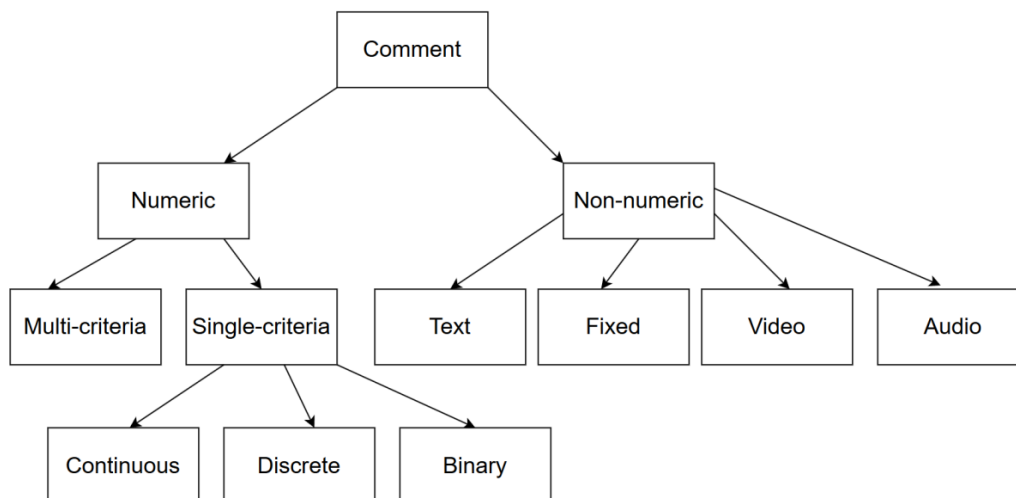 Comment
Numeric
Non-numeric
Multi-criteria
Single-criteria
Text
Fixed
Video
Audio
Continuous
Discrete
Binary